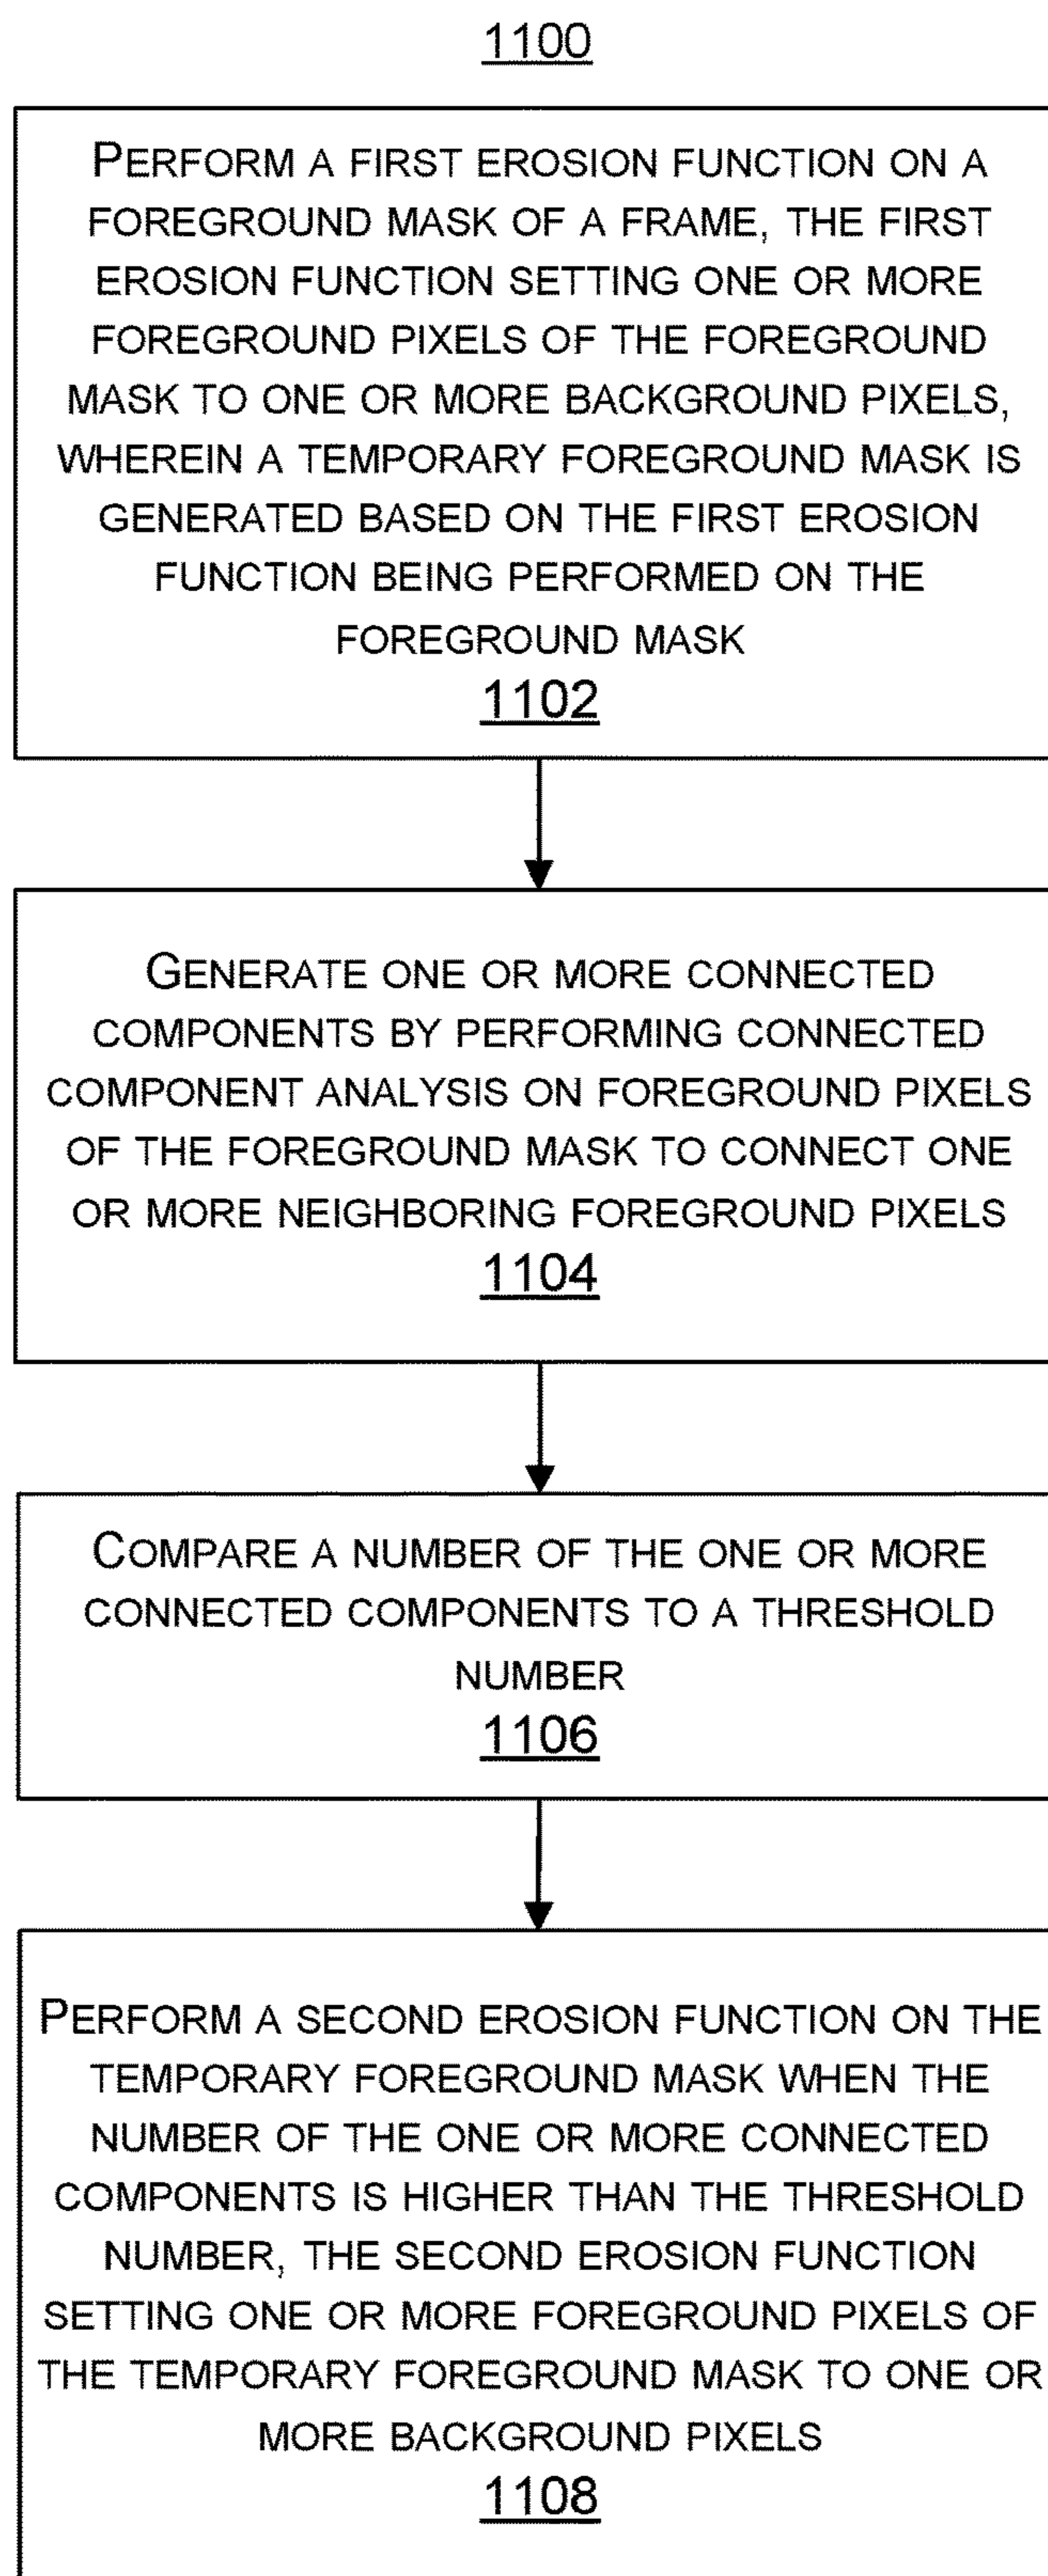 1100
PERFORM A FIRST EROSION FUNCTION ON A
FOREGROUND MASK OF A FRAME, THE FIRST
EROSION FUNCTION SETTING ONE OR MORE
FOREGROUND PIXELS OF THE FOREGROUND
MASK TO ONE OR MORE BACKGROUND PIXELS,
WHEREIN A TEMPORARY FOREGROUND MASK IS
GENERATED BASED ON THE FIRST EROSION
FUNCTION BEING PERFORMED ON THE
FOREGROUND MASK
1102
GENERATE ONE OR MORE CONNECTED
COMPONENTS BY PERFORMING CONNECTED
COMPONENT ANALYSIS ON FOREGROUND PIXELS
OF THE FOREGROUND MASK TO CONNECT ONE
OR MORE NEIGHBORING FOREGROUND PIXELS
1104
COMPARE A NUMBER OF THE ONE OR MORE
CONNECTED COMPONENTS TO A THRESHOLD
NUMBER
1106
PERFORM A SECOND EROSION FUNCTION ON THE
TEMPORARY FOREGROUND MASK WHEN THE
NUMBER OF THE ONE OR MORE CONNECTED
COMPONENTS IS HIGHER THAN THE THRESHOLD
NUMBER, THE SECOND EROSION FUNCTION
SETTING ONE OR MORE FOREGROUND PIXELS OF
THE TEMPORARY FOREGROUND MASK TO ONE OR
MORE BACKGROUND PIXELS
1108